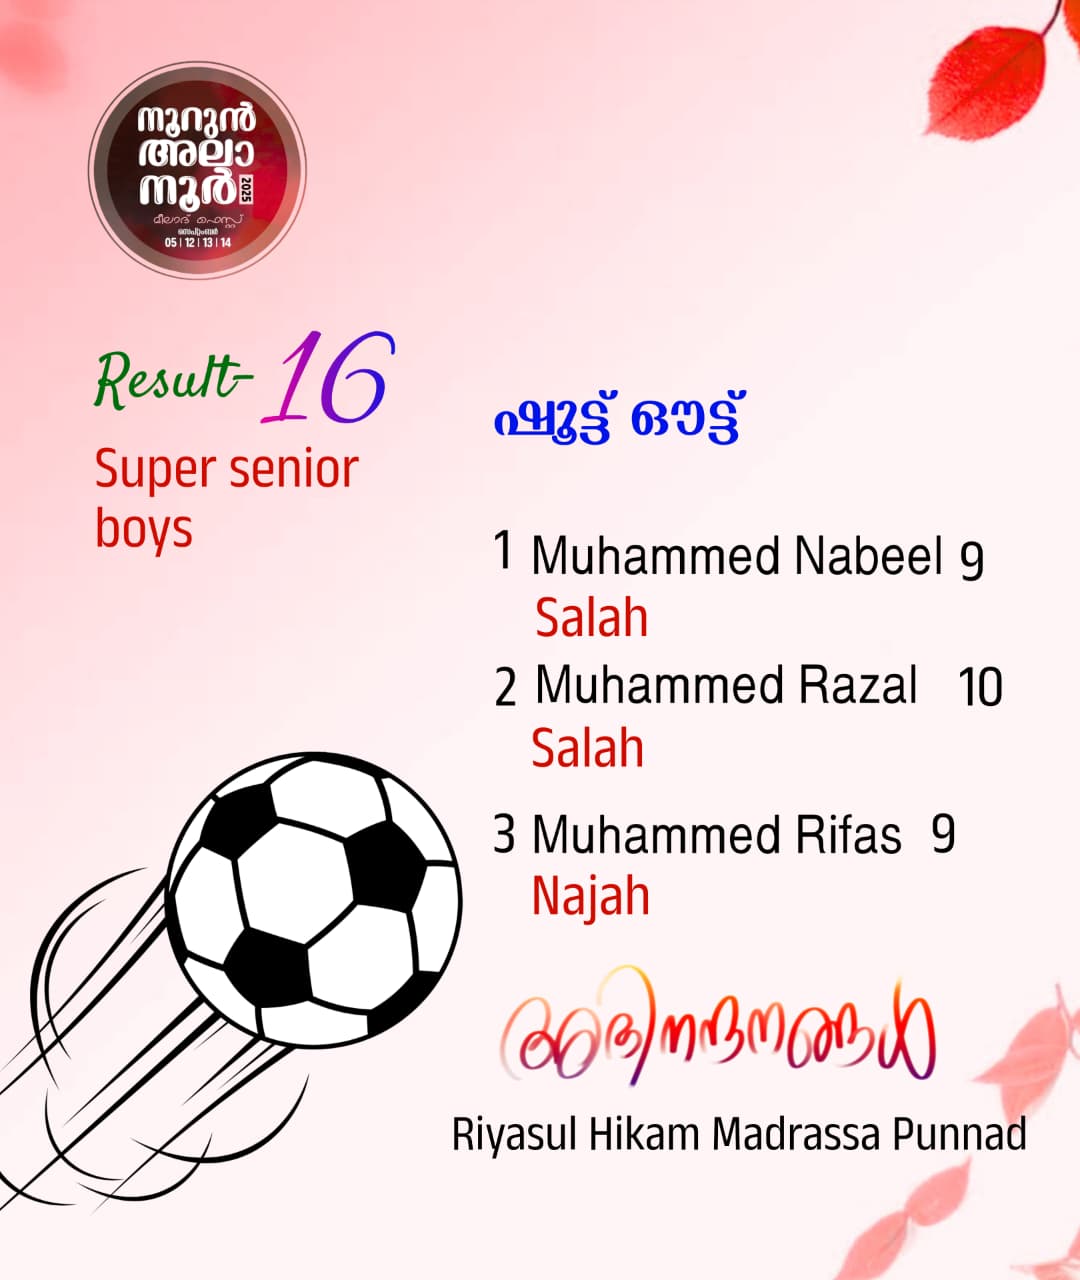 നൂറുൻ
അലാ
നൂർ 2025
മീലാദ് ഫെസ്റ്റ്
സെപ്റ്റംബർ
05 | 12 | 13 | 14
Result- 16
Super senior
boys
ഷൂട്ട് ഔട്ട്
1 Muhammed Nabeel 9
Salah
2 Muhammed Razal 10
Salah
3 Muhammed Rifas 9
Najah
അഭിനന്ദനങ്ങൾ
Riyasul Hikam Madrassa Punnad